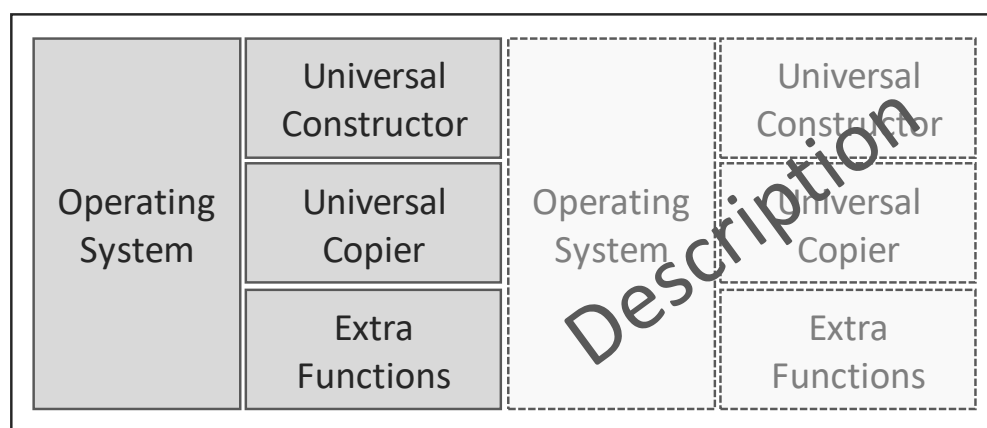 Operating
System
Universal
Constructor
Universal
Copier
Extra
Functions
Operating
System
Universal
Constructor
Universal
Copier
Extra
Functions
Description